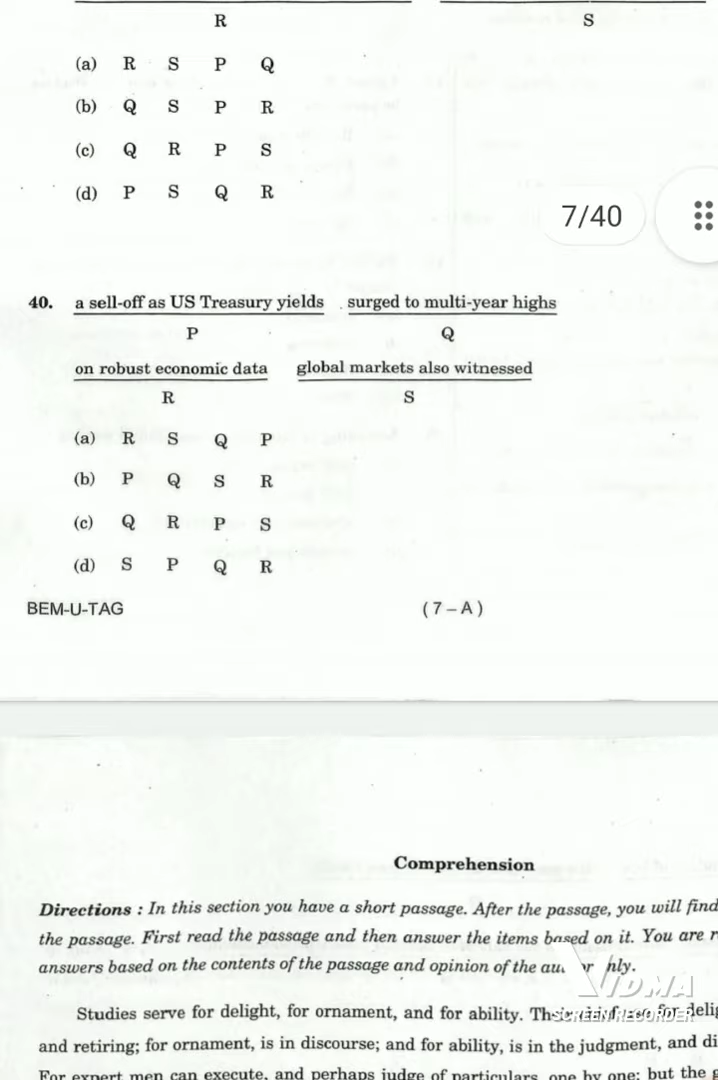 R S
(a) R S P Q
(b) Q S P R
(c) Q R P S
(d) P S Q R
7/40
40. a sell-off as US Treasury yields surged to multi-year highs
P Q
on robust economic data global markets also witnessed
R S
(a) R S Q P
(b) P Q S R
(c) Q R P S
(d) S P Q R
BEM-U-TAG (7 – A)
Comprehension
Directions : In this section you have a short passage. After the passage, you will find
the passage. First read the passage and then answer the items based on it. You are
answers based on the contents of the passage and opinion of the
Studies serve for delight, for ornament, and for ability. for
and retiring; for ornament, is in discourse; and for ability, is in the judgment, and
For expert men can execute, and perhaps judge of particulars, one by one; but the
VIDMA
SCREEN RECORDER